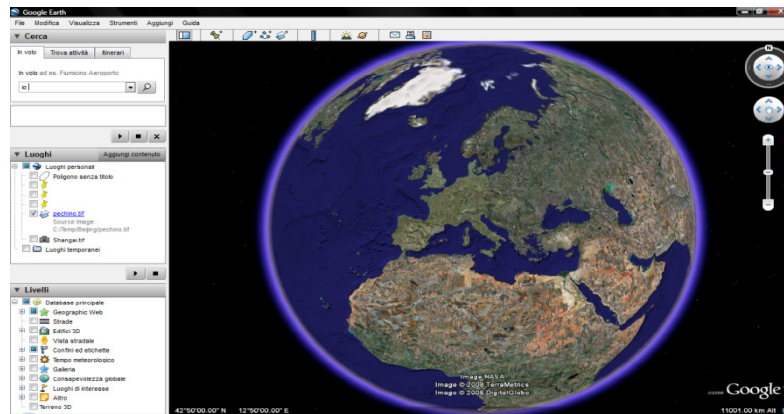 Google Earth
File Modifica Visualizza Strumenti Aggiungi Guida
Cerca
In volo Trova attività Itinerari
In volo ad es. Fiumicino Aeroporto
io
Luoghi Aggiungi contenuto
Luoghi personali
Poligono senza titolo
pechino.tif
Source image:
C:/Temp/Beijing/pechino.tif
Shangai.tif
Luoghi temporanei
Livelli
Database principale
Geographic Web
Strade
Edifici 3D
Vista stradale
Confini ed etichette
Tempo meteorologico
Galleria
Consapevolezza globale
Luoghi di interesse
Altro
Terreno 3D
N
Image NASA
Image © 2008 TerraMetrics
Image © 2008 DigitalGlobe
Google
42°50'00.00" N 12°50'00.00" E
11001.00 km Alt